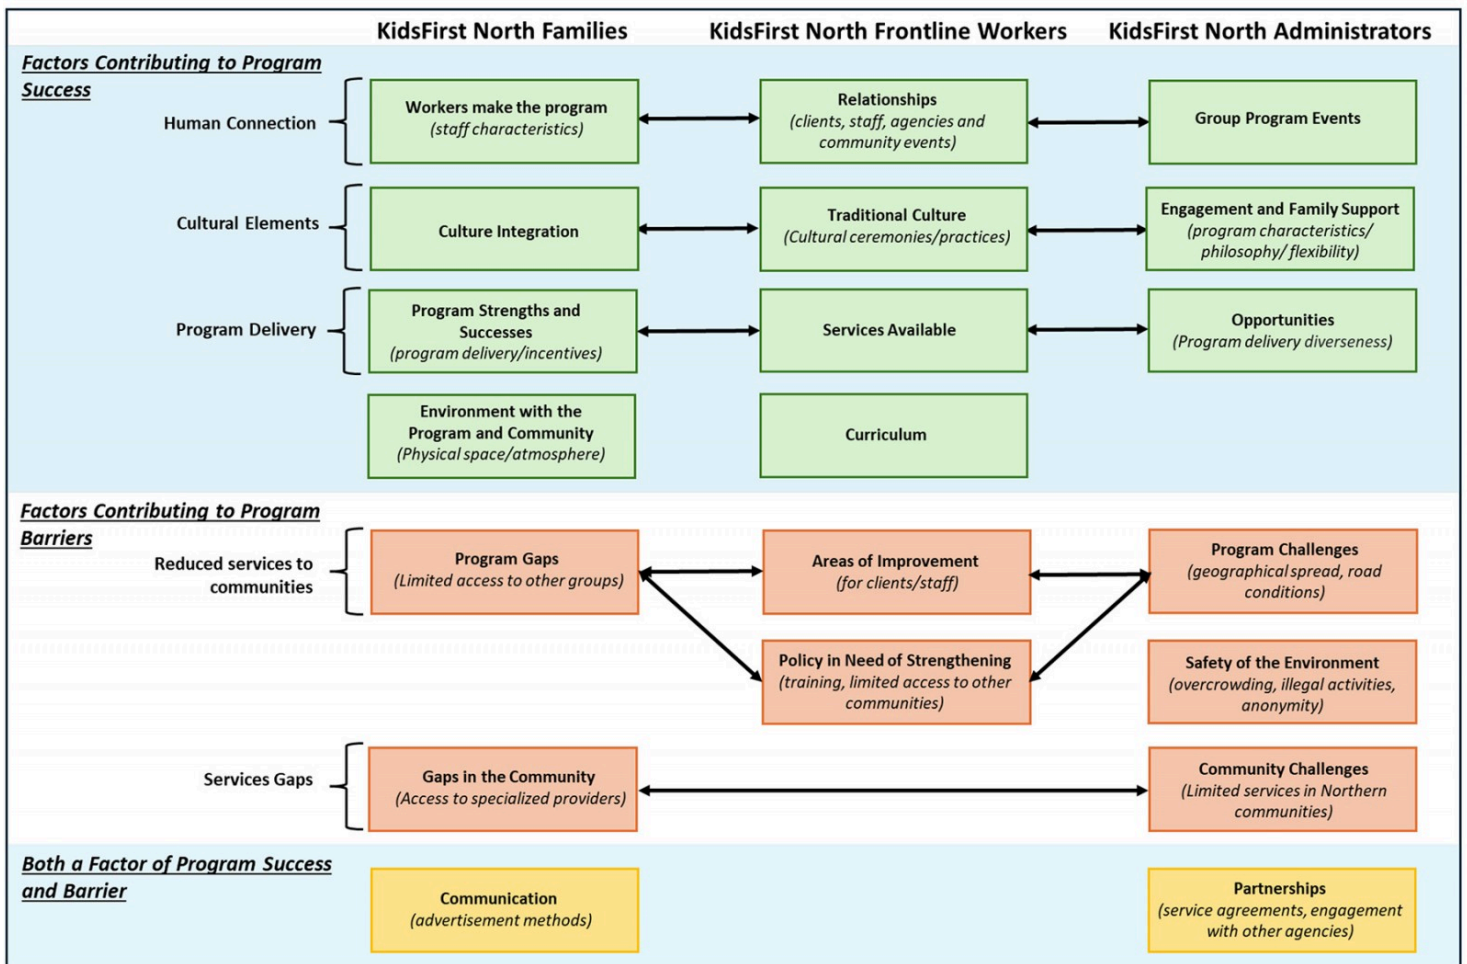 KidsFirst North Families
KidsFirst North Frontline Workers
KidsFirst North Administrators
Factors Contributing to Program
Success
Human Connection
Workers make the program
(staff characteristics)
Relationships
(clients, staff, agencies and
community events)
Group Program Events
Cultural Elements
Culture Integration
Traditional Culture
(Cultural ceremonies/practices)
Engagement and Family Support
(program characteristics/
philosophy/ flexibility)
Program Delivery
Program Strengths and
Successes
(program delivery/incentives)
Services Available
Opportunities
(Program delivery diverseness)
Environment with the
Program and Community
(Physical space/atmosphere)
Curriculum
Factors Contributing to Program
Barriers
Reduced services to
communities
Program Gaps
(Limited access to other groups)
Areas of Improvement
(for clients/staff)
Program Challenges
(geographical spread, road
conditions)
Policy in Need of Strengthening
(training, limited access to other
communities)
Safety of the Environment
(overcrowding, illegal activities,
anonymity)
Services Gaps
Gaps in the Community
(Access to specialized providers)
Community Challenges
(Limited services in Northern
communities)
Both a Factor of Program Success
and Barrier
Communication
(advertisement methods)
Partnerships
(service agreements, engagement
with other agencies)